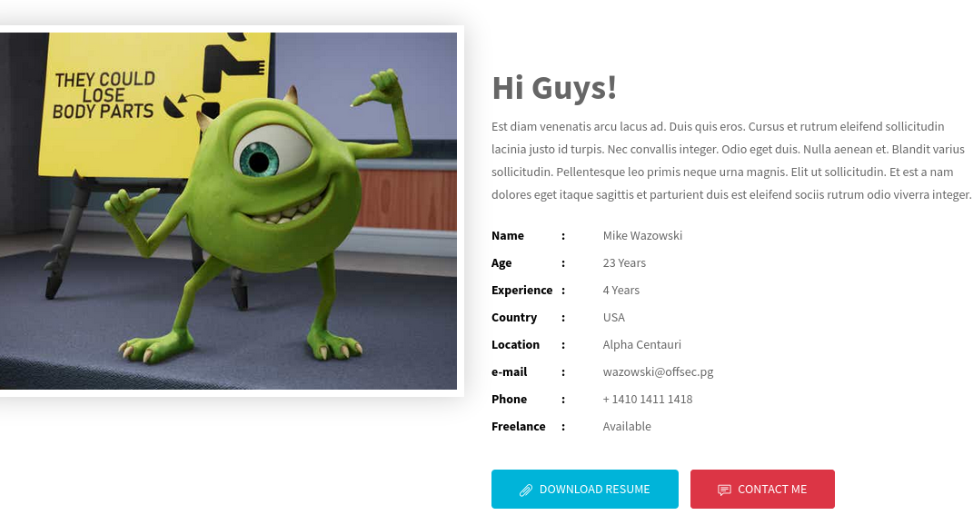 THEY COULD
LOSE
BODY PARTS
Hi Guys!
Est diam venenatis arcu lacus ad. Duis quis eros. Cursus et rutrum eleifend sollicitudin
lacinia justo id turpis. Nec convallis integer. Odio eget duis. Nulla aenean et. Blandit varius
sollicitudin. Pellentesque leo primis neque urna magnis. Elit ut sollicitudin. Et est a nam
dolores eget itaque sagittis et parturient duis est eleifend sociis rutrum odio viverra integer.
Name : Mike Wazowski
Age : 23 Years
Experience : 4 Years
Country : USA
Location : Alpha Centauri
e-mail : wazowski@offsec.pg
Phone : + 1410 1411 1418
Freelance : Available
DOWNLOAD RESUME CONTACT ME